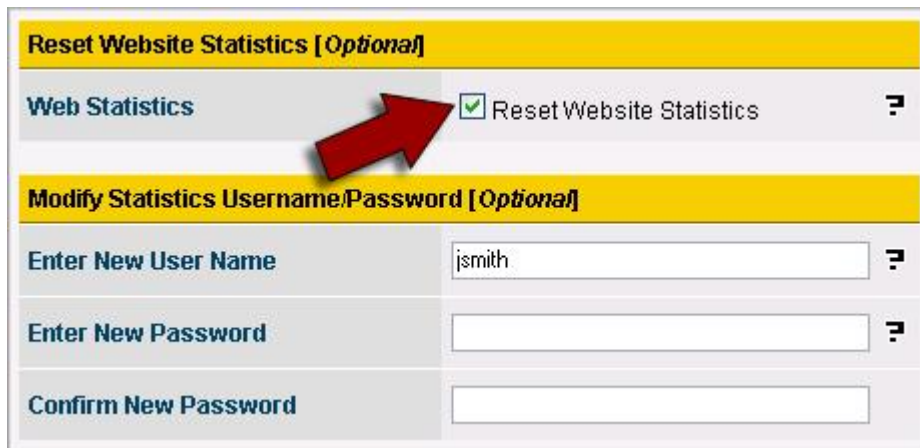 Reset Website Statistics [Optional]
Web Statistics
Reset Website Statistics ?
Modify Statistics Username/Password [Optional]
Enter New User Name
jsmith ?
Enter New Password
?
Confirm New Password